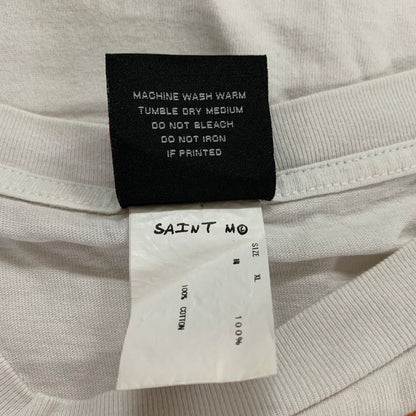 MACHINE WASH WARM
TUMBLE DRY MEDIUM
DO NOT BLEACH
DO NOT IRON
IF PRINTED
SAINT M©
SIZE XL
綿 100%
100% COTTON